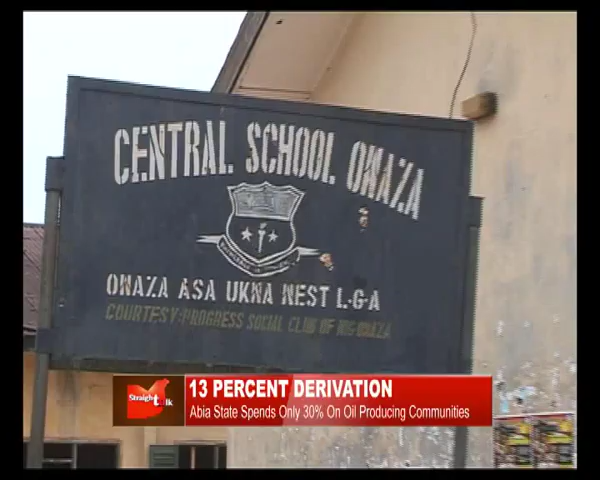 CENTRAL SCHOOL OWAZA
OWAZA ASA UKWA WEST L.G.A
COURTESY:PROGRESS SOCIAL CLUB OF NIG OWAZA
Straight talk
13 PERCENT DERIVATION
Abia State Spends Only 30% On Oil Producing Communities